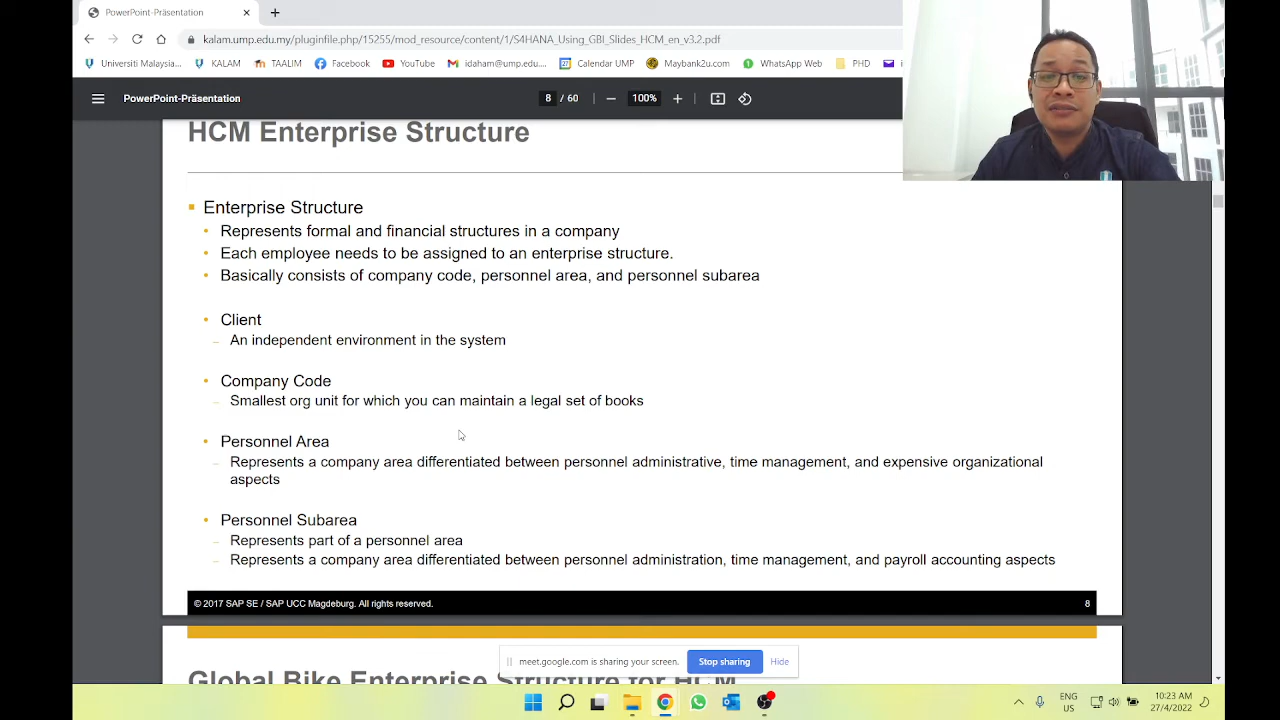 PowerPoint-Präsentation
kalam.ump.edu.my/pluginfile.php/15255/mod_resource/content/1/S4HANA_Using_GBI_Slides_HCM_en_v3.2.pdf
Universiti Malaysia... KALAM TAALIM Facebook YouTube idaham@ump.edu.... Calendar UMP Maybank2u.com WhatsApp Web PHD
PowerPoint-Präsentation 8 / 60 100%
HCM Enterprise Structure
Enterprise Structure
Represents formal and financial structures in a company
Each employee needs to be assigned to an enterprise structure.
Basically consists of company code, personnel area, and personnel subarea
Client
An independent environment in the system
Company Code
Smallest org unit for which you can maintain a legal set of books
Personnel Area
Represents a company area differentiated between personnel administrative, time management, and expensive organizational
aspects
Personnel Subarea
Represents part of a personnel area
Represents a company area differentiated between personnel administration, time management, and payroll accounting aspects
© 2017 SAP SE / SAP UCC Magdeburg. All rights reserved. 8
meet.google.com is sharing your screen. Stop sharing Hide
Global Bike Enterprise Structure for HCM
ENG 10:23 AM
US 27/4/2022